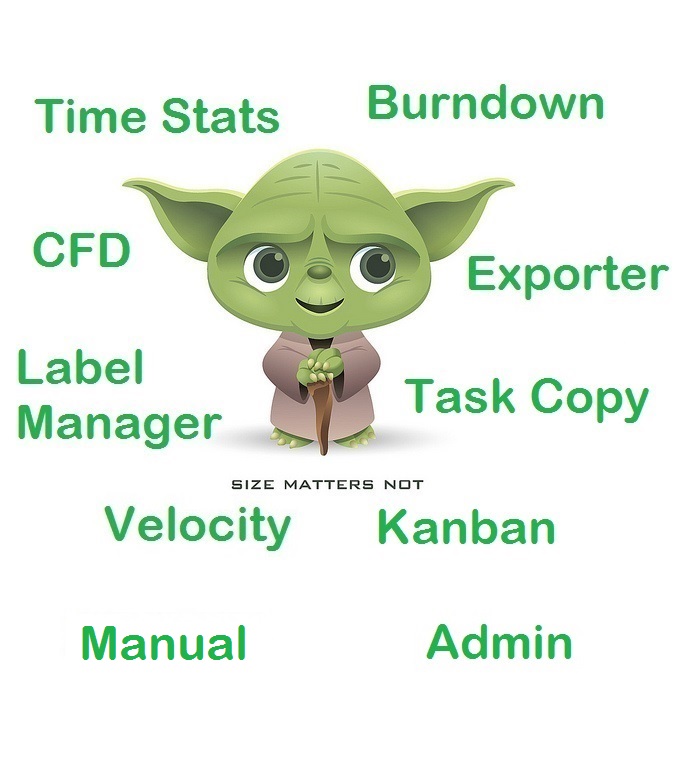 Time Stats
Burndown
CFD
Exporter
Label
Manager
Task Copy
SIZE MATTERS NOT
Velocity
Kanban
Manual
Admin